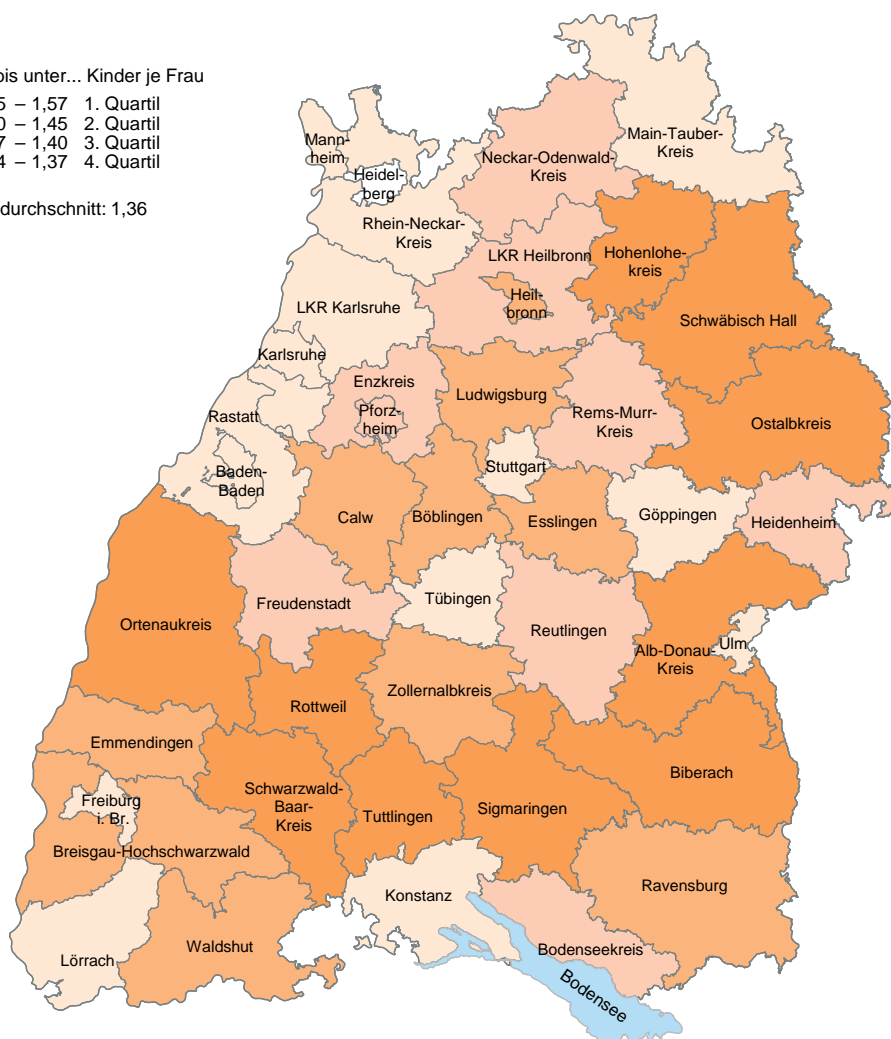 bis unter... Kinder je Frau
5 – 1,57 1. Quartil
0 – 1,45 2. Quartil
7 – 1,40 3. Quartil
4 – 1,37 4. Quartil
durchschnitt: 1,36
Main-Tauber-
Kreis
Mann-
heim
Neckar-Odenwald-
Kreis
Heidel-
berg
Rhein-Neckar-
Kreis
LKR Heilbronn
Hohenlohe-
kreis
Heil-
bronn
LKR Karlsruhe
Schwäbisch Hall
Karlsruhe
Enzkreis
Ludwigsburg
Pforz-
heim
Rems-Murr-
Kreis
Rastatt
Ostalbkreis
Stuttgart
Baden-
Baden
Calw
Böblingen
Esslingen
Göppingen
Heidenheim
Freudenstadt
Tübingen
Ortenaukreis
Reutlingen
Alb-Donau-
Kreis
Ulm
Zollernalbkreis
Rottweil
Emmendingen
Biberach
Schwarzwald-
Baar-
Kreis
Freiburg
i. Br.
Tuttlingen
Sigmaringen
Breisgau-Hochschwarzwald
Ravensburg
Konstanz
Waldshut
Bodenseekreis
Lörrach
Bodensee